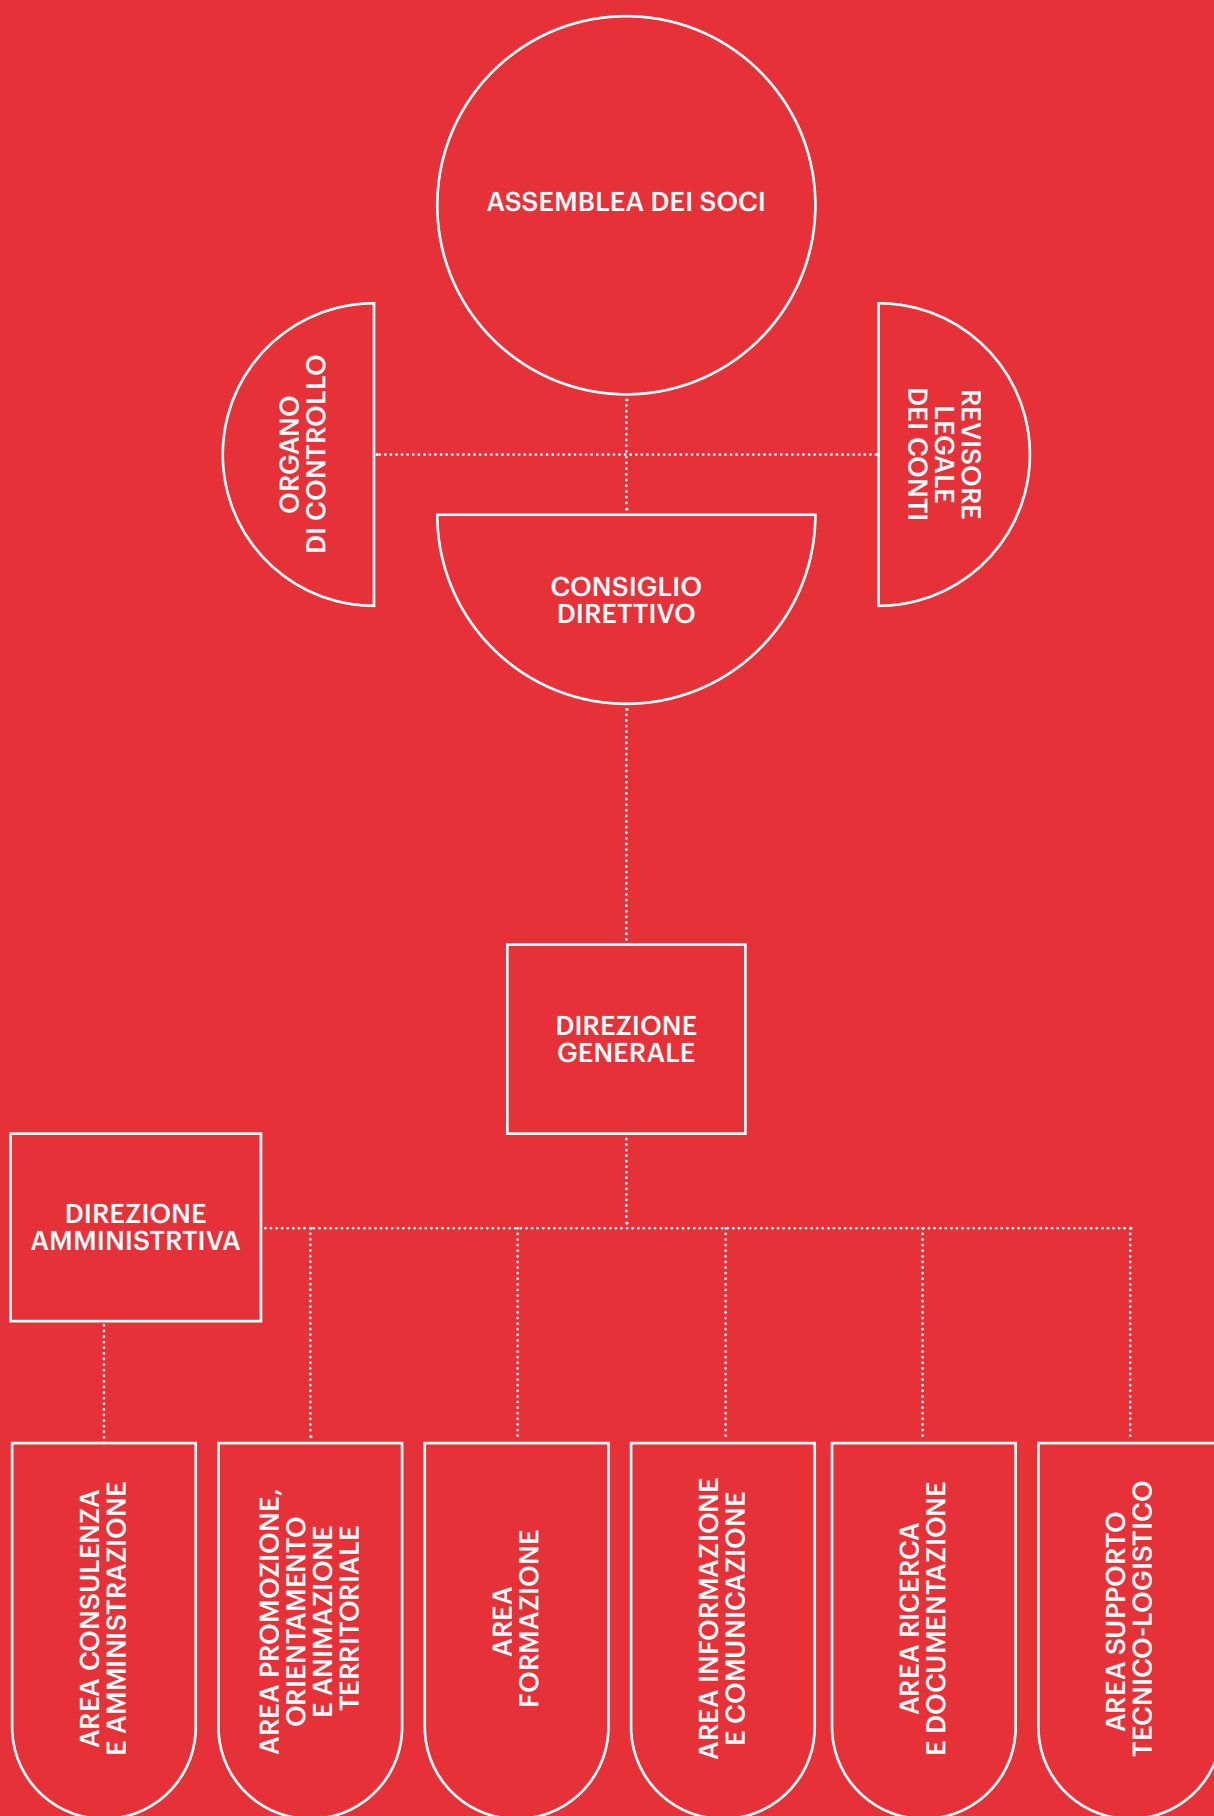 ASSEMBLEA DEI SOCI
ORGANO
DI CONTROLLO
REVISORE
LEGALE
DEI CONTI
CONSIGLIO
DIRETTIVO
DIREZIONE
GENERALE
DIREZIONE
AMMINISTRTIVA
AREA CONSULENZA
E AMMINISTRAZIONE
AREA PROMOZIONE,
ORIENTAMENTO
E ANIMAZIONE
TERRITORIALE
AREA
FORMAZIONE
AREA INFORMAZIONE
E COMUNICAZIONE
AREA RICERCA
E DOCUMENTAZIONE
AREA SUPPORTO
TECNICO-LOGISTICO